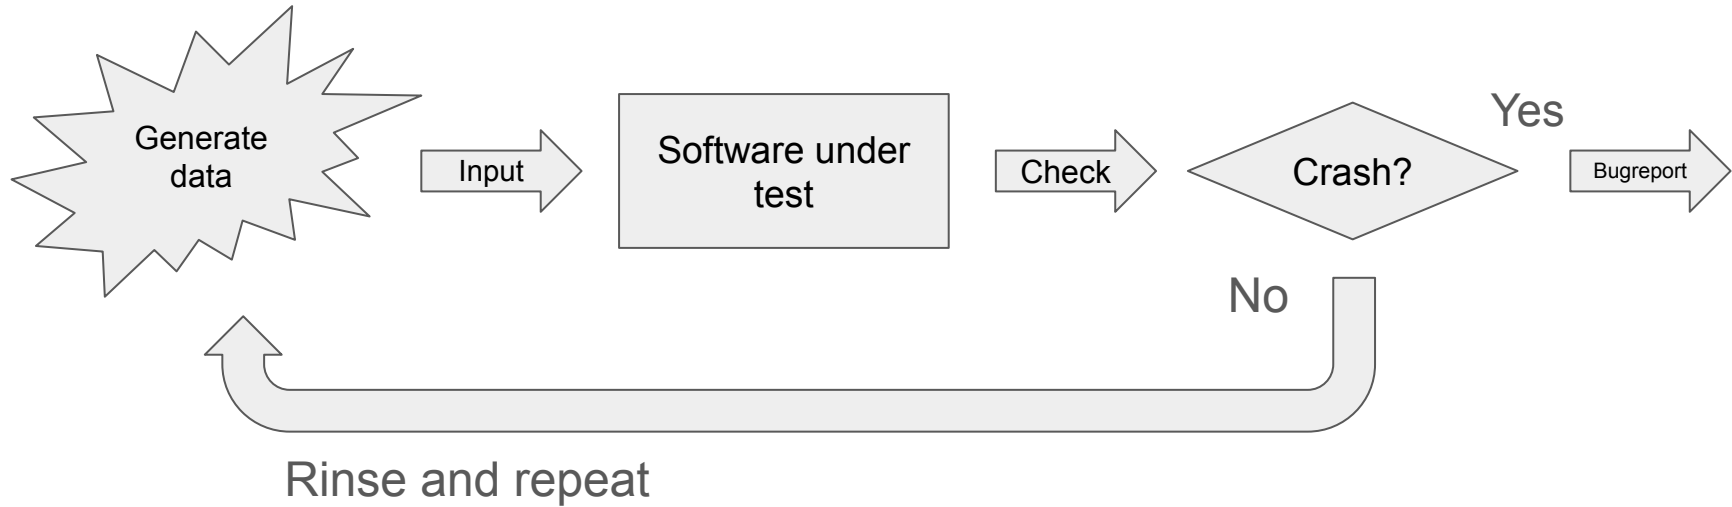 Generate
data
Input
Software under
test
Check
Crash?
Yes
Bugreport
No
Rinse and repeat